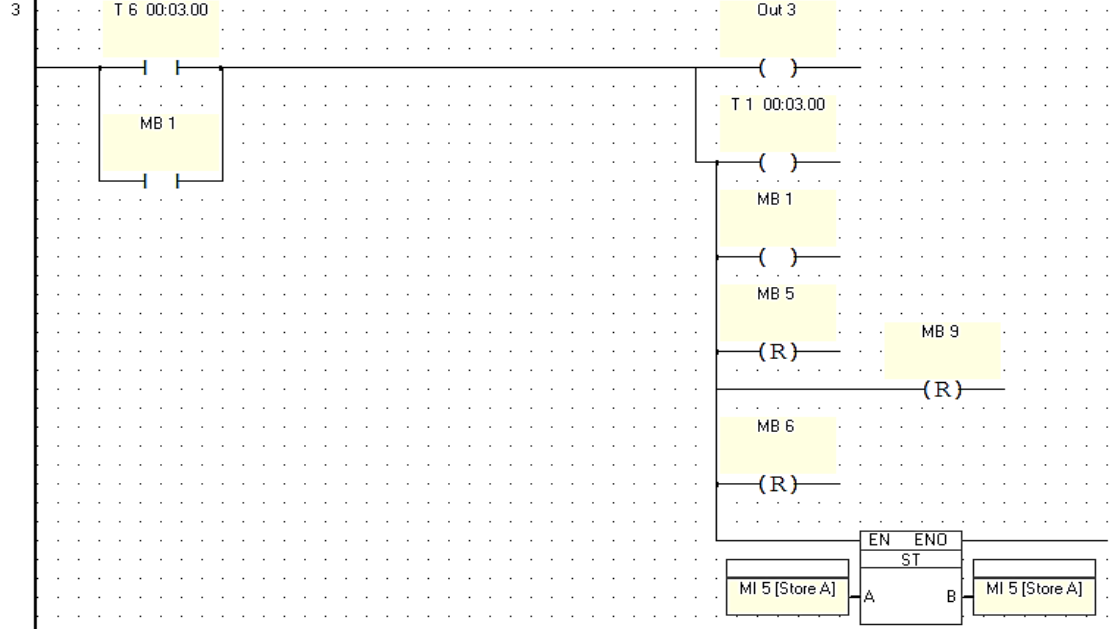 3
T 6 00:03.00
Out 3
T 1 00:03.00
MB 1
MB 1
MB 5
(R)
MB 9
(R)
MB 6
(R)
EN ENO
ST
MI 5 [Store A] A B MI 5 [Store A]